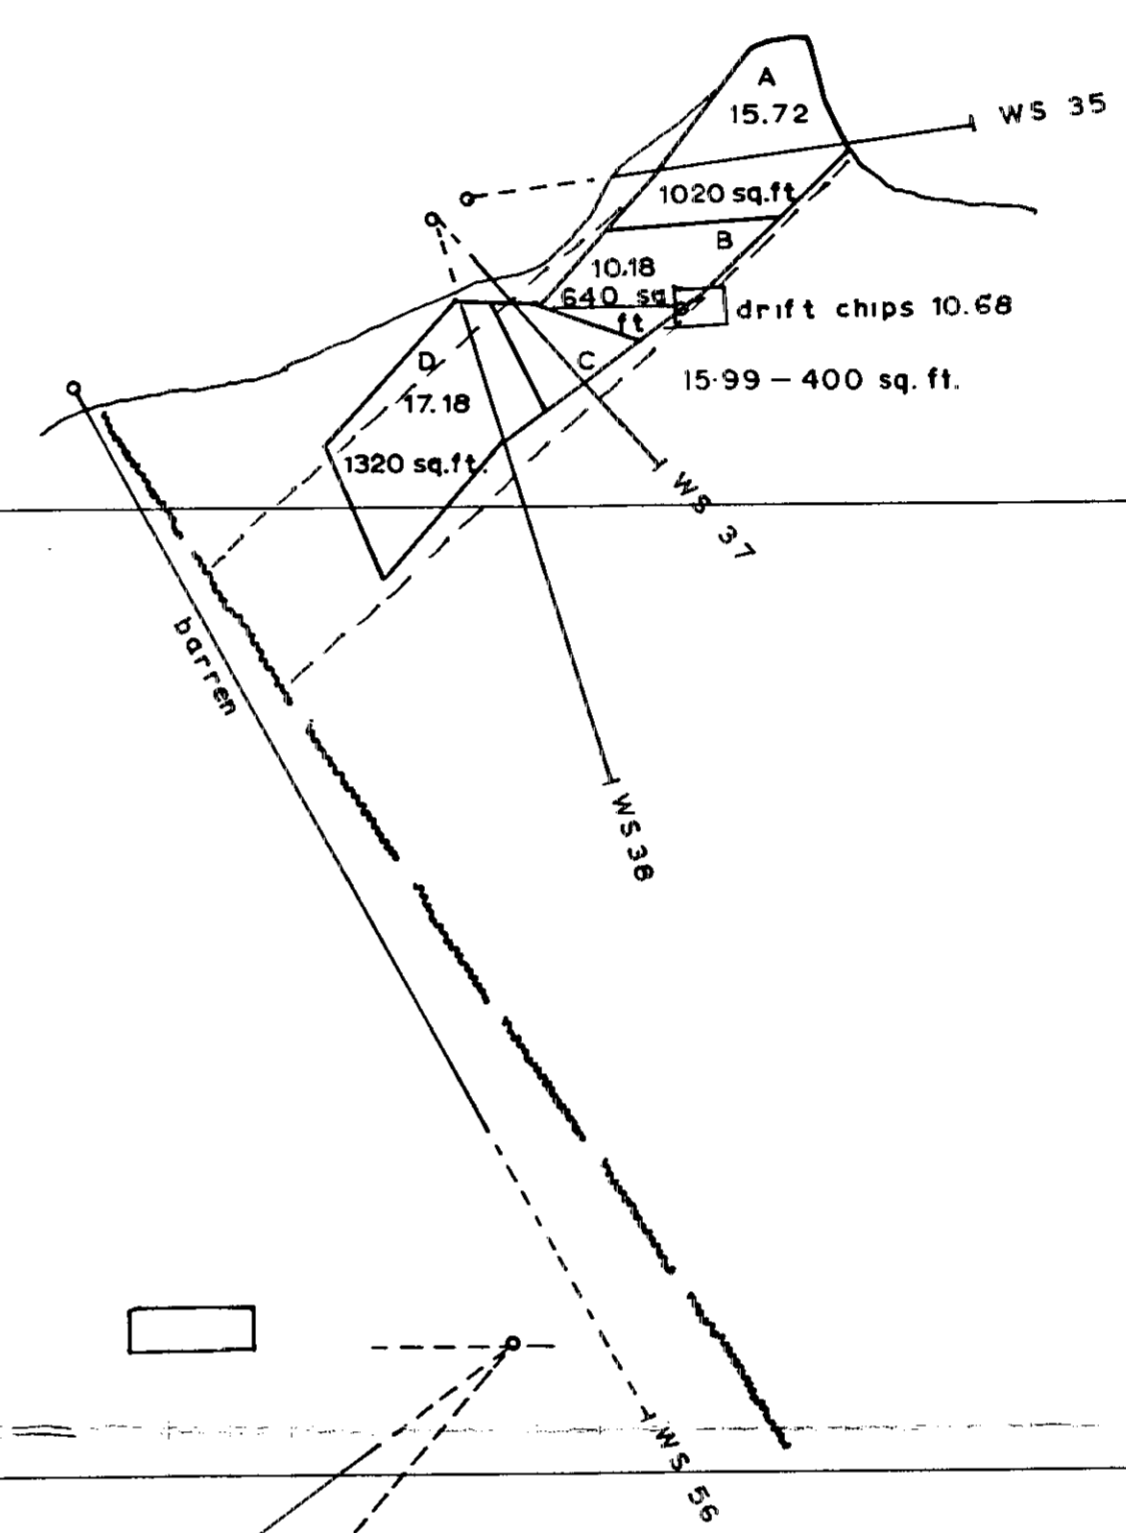 A
15.72
WS 35
1020 sq.ft
B
10.18
640 sq
ft
drift chips 10.68
C
15.99 – 400 sq. ft.
D
17.18
1320 sq.ft.
WS 37
barren
WS 38
WS 56